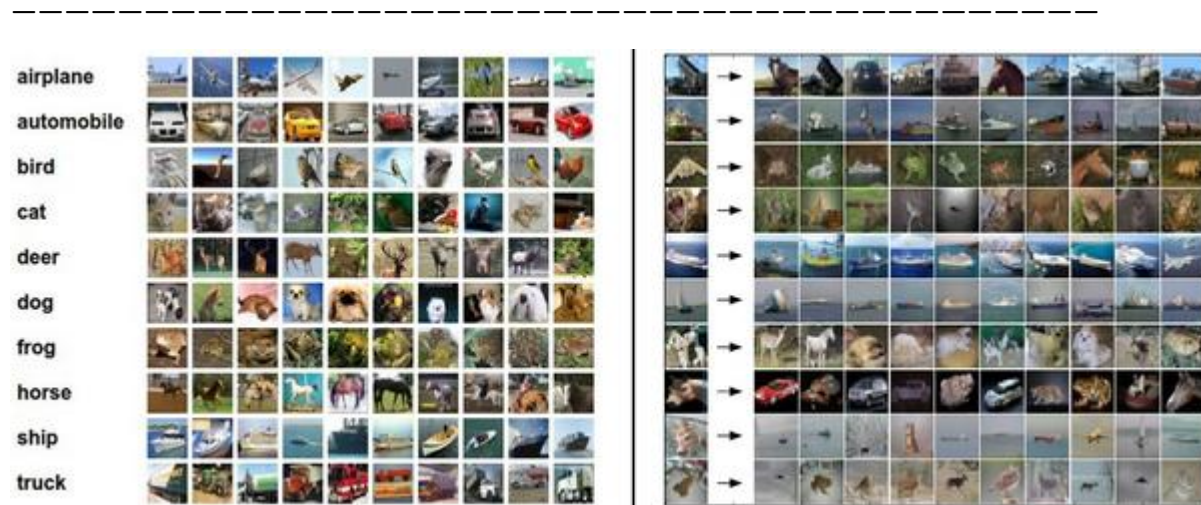 airplane
automobile
bird
cat
deer
dog
frog
horse
ship
truck